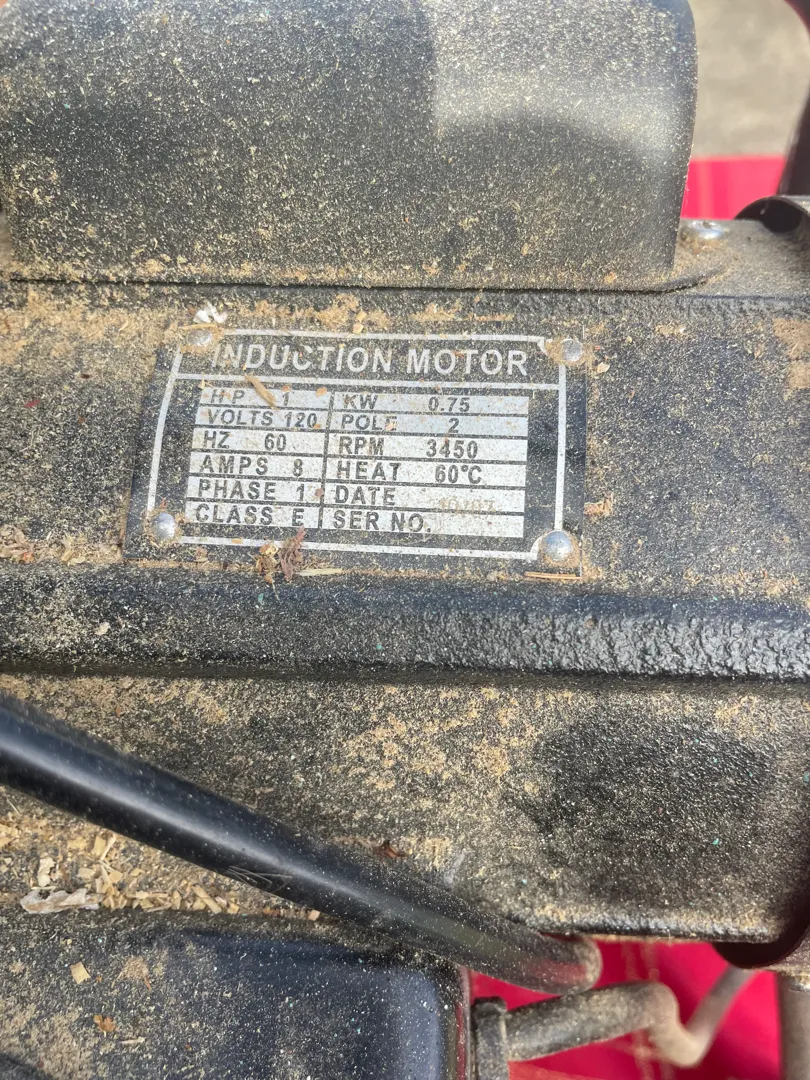 INDUCTION MOTOR
HP 1 KW 0.75
VOLTS 120 POLE 2
HZ 60 RPM 3450
AMPS 8 HEAT 60°C
PHASE 1 DATE
CLASS E SER NO.